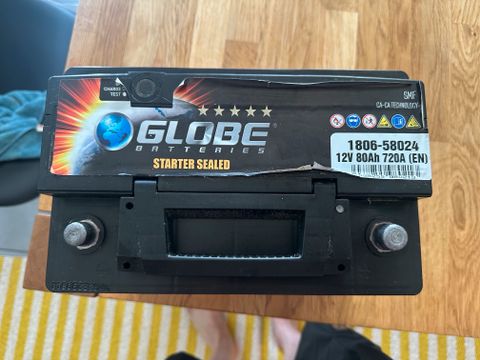 CHARGE
TEST
SMF
CA-CA TECHNOLOGY
GLOBE
BATTERIES
STARTER SEALED
1806-58024
12V 80Ah 720A (EN)